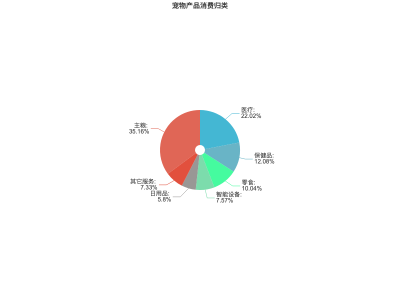 宠物产品消费归类
医疗:
22.02%
保健品:
12.08%
零食:
10.04%
智能设备:
7.57%
日用品:
5.8%
其它服务:
7.33%
主粮:
35.16%